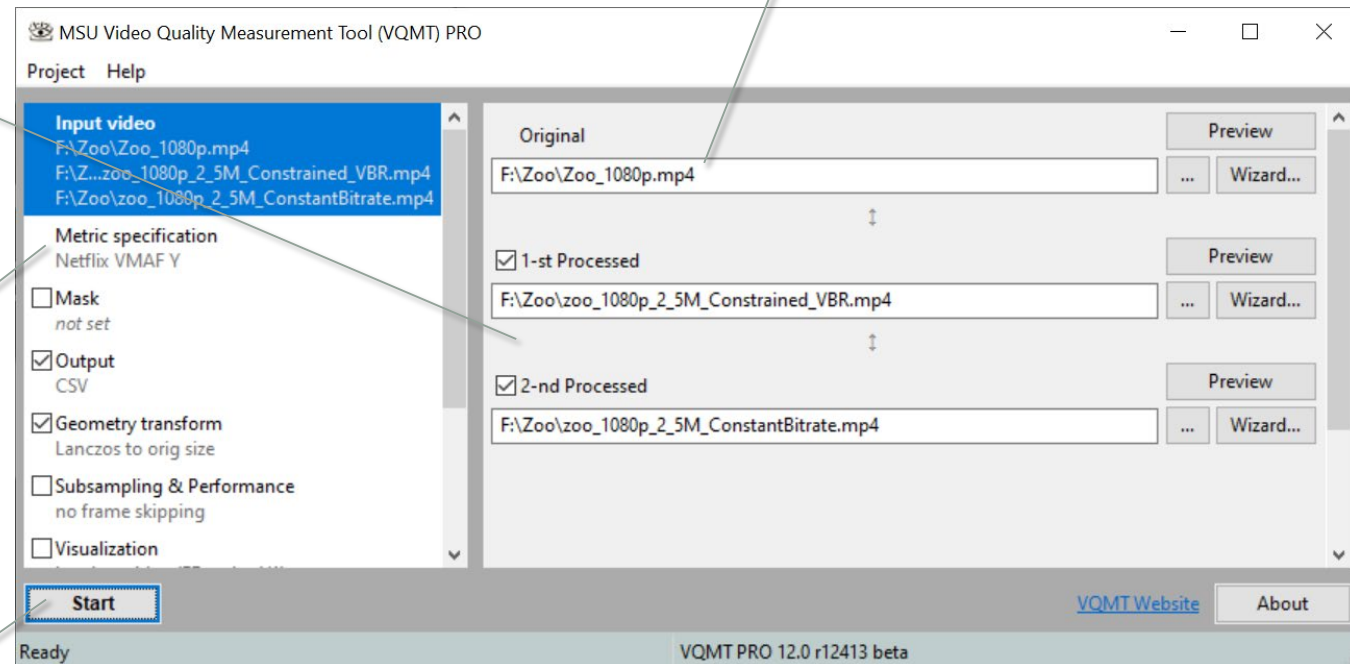 MSU Video Quality Measurement Tool (VQMT) PRO
Project Help
Input video
F:\Zoo\Zoo_1080p.mp4
F:\Z...zoo_1080p_2_5M_Constrained_VBR.mp4
F:\Zoo\zoo_1080p_2_5M_ConstantBitrate.mp4
Metric specification
Netflix VMAF Y
Mask
not set
Output
CSV
Geometry transform
Lanczos to orig size
Subsampling & Performance
no frame skipping
Visualization
Original
Preview
F:\Zoo\Zoo_1080p.mp4
... Wizard...
1-st Processed
Preview
F:\Zoo\zoo_1080p_2_5M_Constrained_VBR.mp4
... Wizard...
2-nd Processed
Preview
F:\Zoo\zoo_1080p_2_5M_ConstantBitrate.mp4
... Wizard...
Start
VQMT Website
About
Ready
VQMT PRO 12.0 r12413 beta